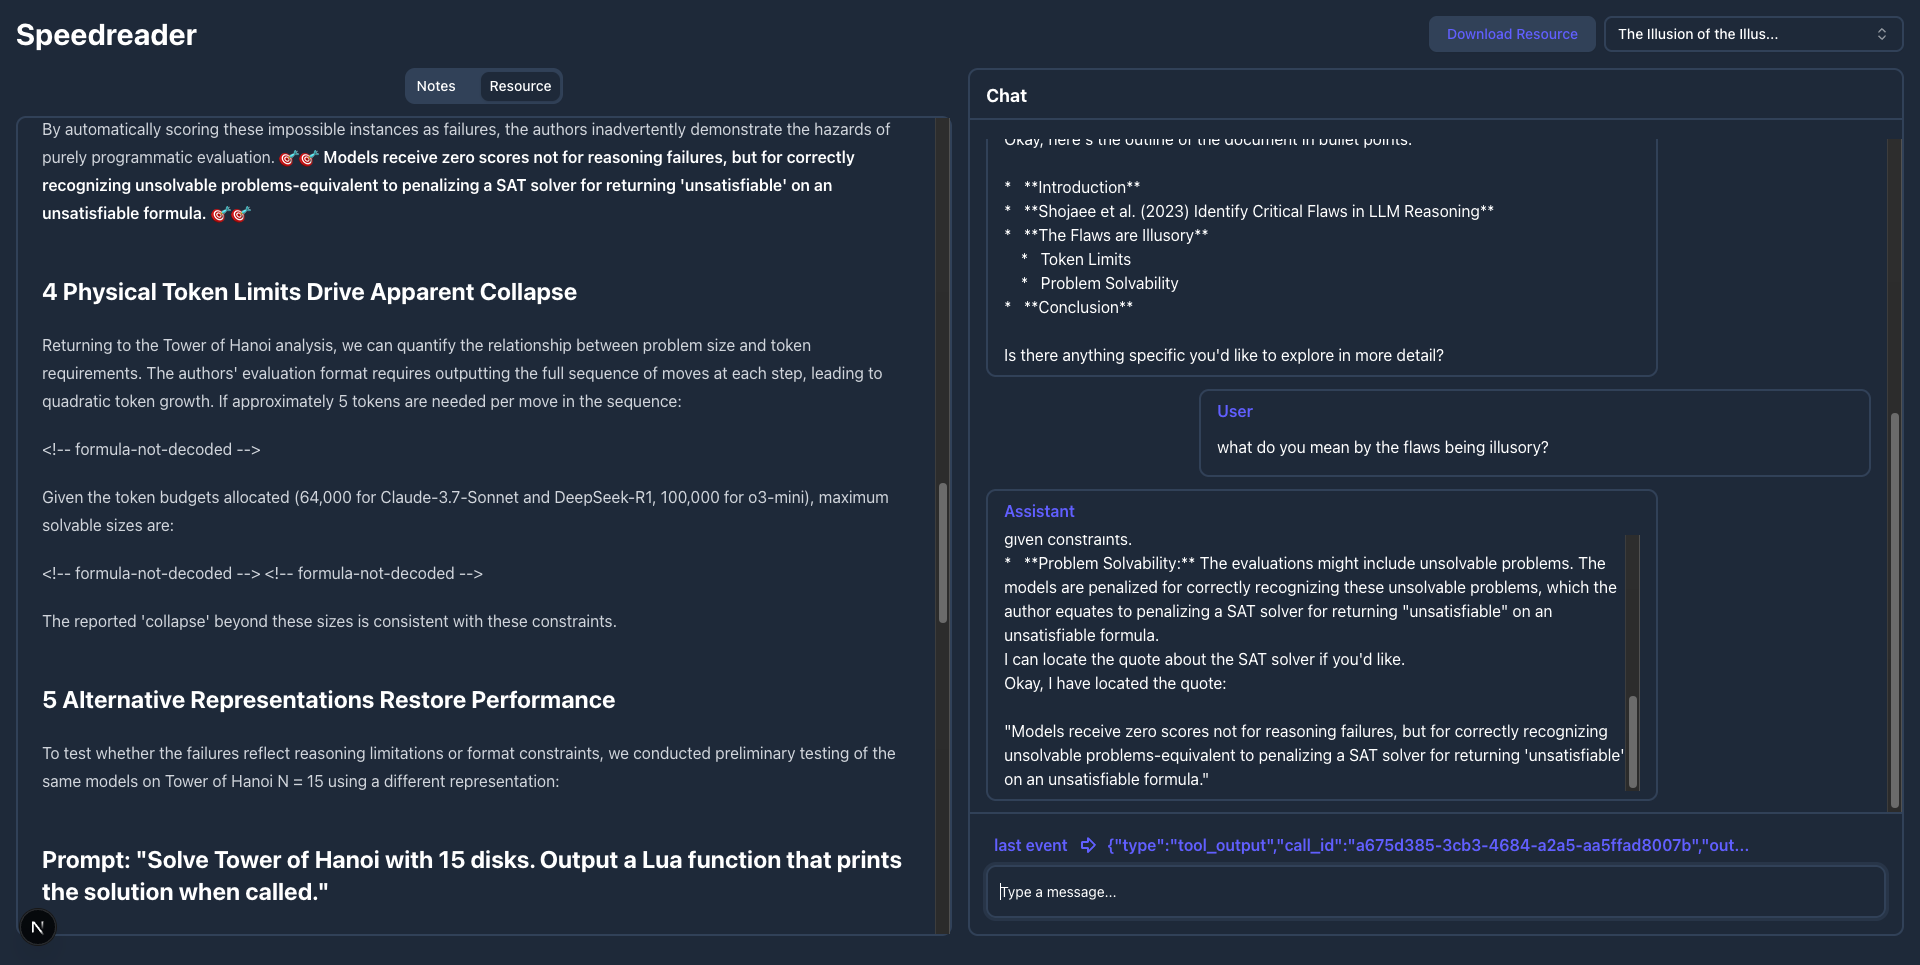 Speedreader
Download Resource
The Illusion of the Illus...
Notes
Resource
By automatically scoring these impossible instances as failures, the authors inadvertently demonstrate the hazards of
purely programmatic evaluation. 🎯🎯 Models receive zero scores not for reasoning failures, but for correctly
recognizing unsolvable problems-equivalent to penalizing a SAT solver for returning 'unsatisfiable' on an
unsatisfiable formula. 🎯🎯
4 Physical Token Limits Drive Apparent Collapse
Returning to the Tower of Hanoi analysis, we can quantify the relationship between problem size and token
requirements. The authors' evaluation format requires outputting the full sequence of moves at each step, leading to
quadratic token growth. If approximately 5 tokens are needed per move in the sequence:
<!-- formula-not-decoded -->
Given the token budgets allocated (64,000 for Claude-3.7-Sonnet and DeepSeek-R1, 100,000 for o3-mini), maximum
solvable sizes are:
<!-- formula-not-decoded --> <!-- formula-not-decoded -->
The reported 'collapse' beyond these sizes is consistent with these constraints.
5 Alternative Representations Restore Performance
To test whether the failures reflect reasoning limitations or format constraints, we conducted preliminary testing of the
same models on Tower of Hanoi N = 15 using a different representation:
Prompt: "Solve Tower of Hanoi with 15 disks. Output a Lua function that prints
the solution when called."
N
Chat
Okay, here's the outline of the document in bullet points.
* **Introduction**
* **Shojaee et al. (2023) Identify Critical Flaws in LLM Reasoning**
* **The Flaws are Illusory**
* Token Limits
* Problem Solvability
* **Conclusion**
Is there anything specific you'd like to explore in more detail?
User
what do you mean by the flaws being illusory?
Assistant
given constraints.
* **Problem Solvability:** The evaluations might include unsolvable problems. The
models are penalized for correctly recognizing these unsolvable problems, which the
author equates to penalizing a SAT solver for returning "unsatisfiable" on an
unsatisfiable formula.
I can locate the quote about the SAT solver if you'd like.
Okay, I have located the quote:
"Models receive zero scores not for reasoning failures, but for correctly recognizing
unsolvable problems-equivalent to penalizing a SAT solver for returning 'unsatisfiable'
on an unsatisfiable formula."
last event ⇨ {"type":"tool_output","call_id":"a675d385-3cb3-4684-a2a5-aa5ffad8007b","out...
Type a message...